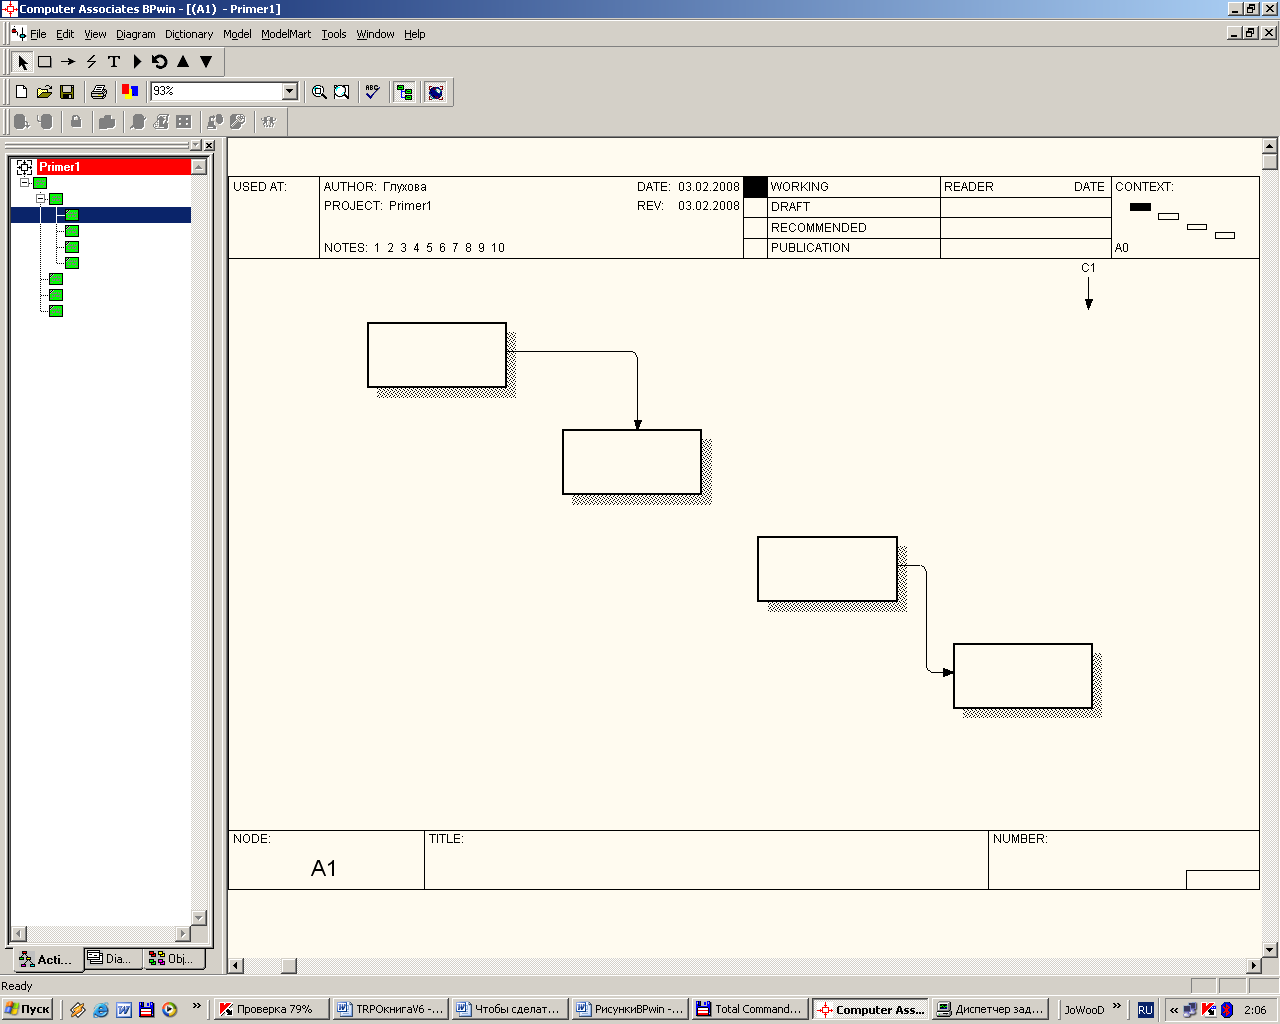 Computer Associates BPwin - [(A1) - Primer1]
File Edit View Diagram Dictionary Model ModelMart Tools Window Help
93%
ABC
Primer1
USED AT:
AUTHOR: Глухова
DATE: 03.02.2008
WORKING
READER DATE
CONTEXT:
PROJECT: Primer1
REV: 03.02.2008
DRAFT
RECOMMENDED
NOTES: 1 2 3 4 5 6 7 8 9 10
PUBLICATION
A0
C1
NODE:
TITLE:
NUMBER:
A1
Acti... Dia... Obj...
Ready
Пуск
Проверка 79%
TRPOкнигаV6 -...
Чтобы сделат...
РисункиBPwin -...
Total Command...
Computer Ass...
Диспетчер зад...
JoWooD
RU
2:06